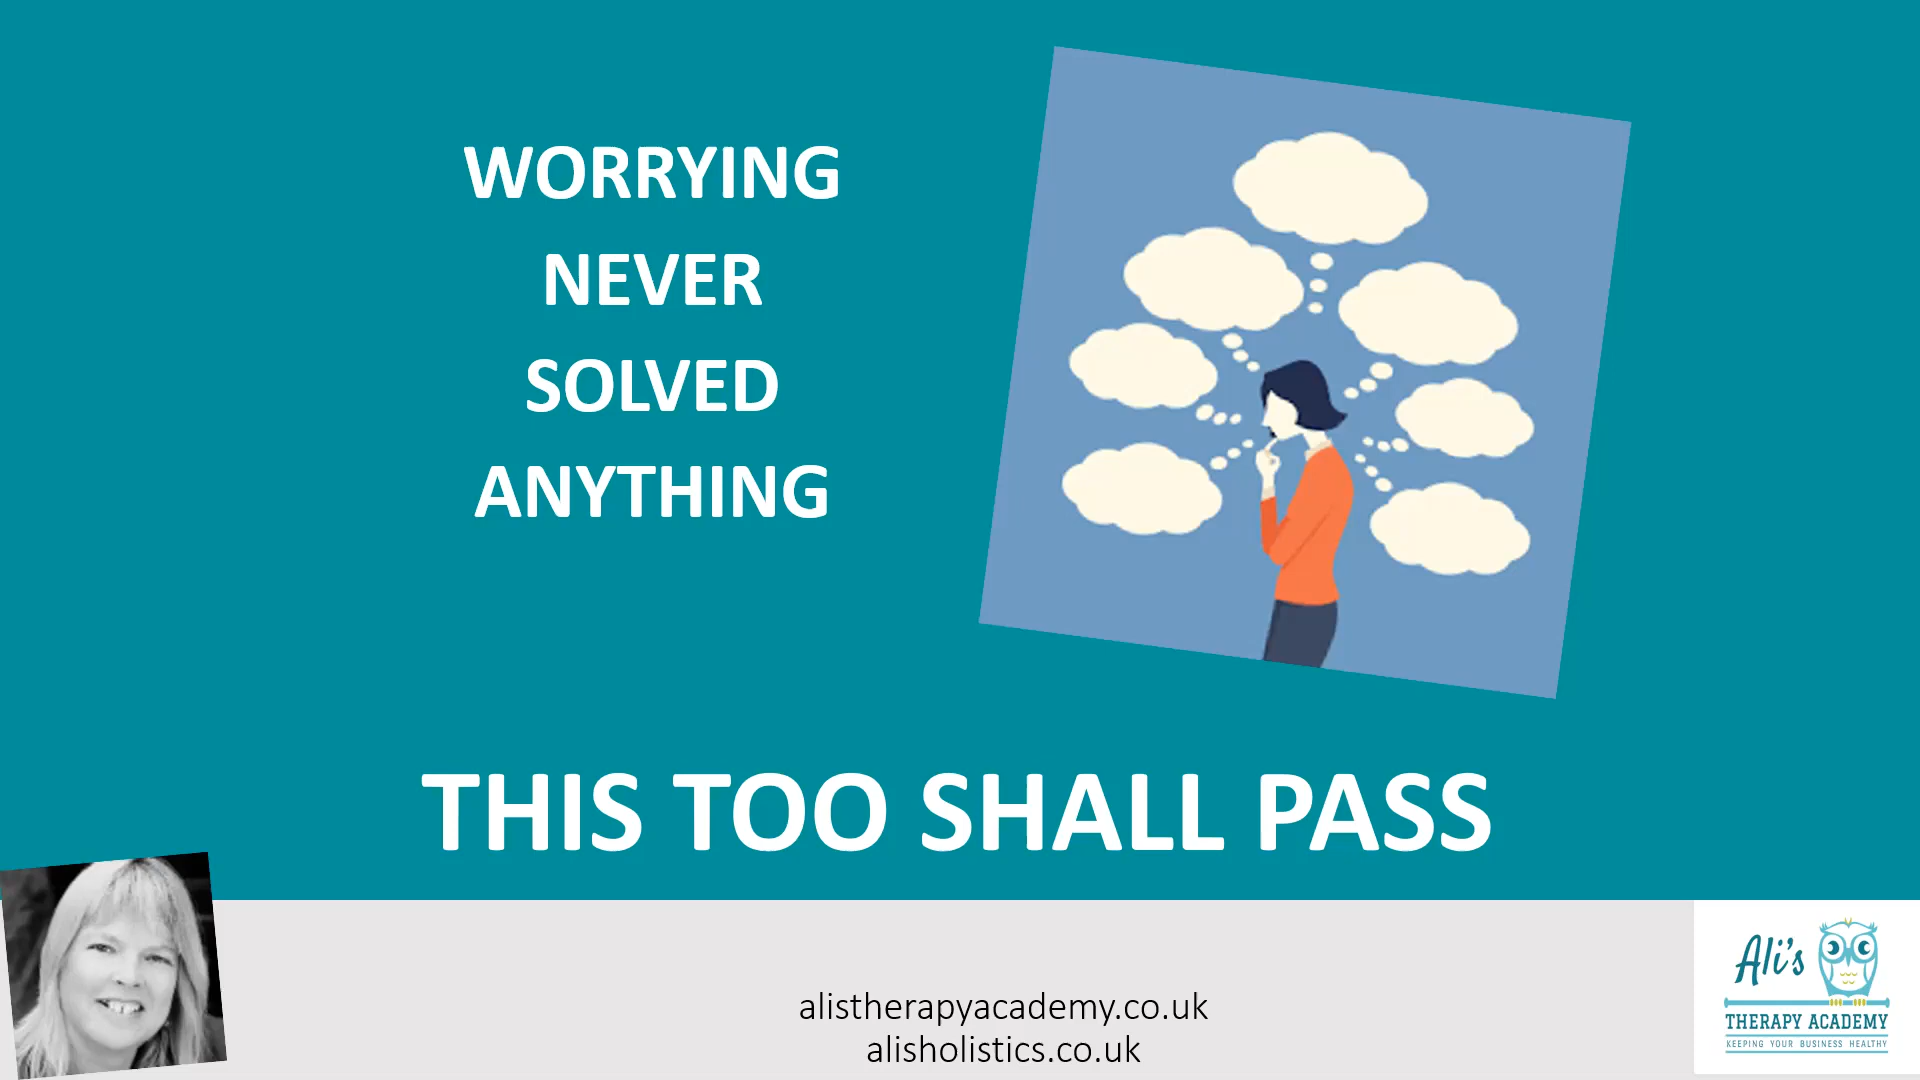 WORRYING
NEVER
SOLVED
ANYTHING
THIS TOO SHALL PASS
alistherapyacademy.co.uk
alisholistics.co.uk
Ali's
THERAPY ACADEMY
KEEPING YOUR BUSINESS HEALTHY